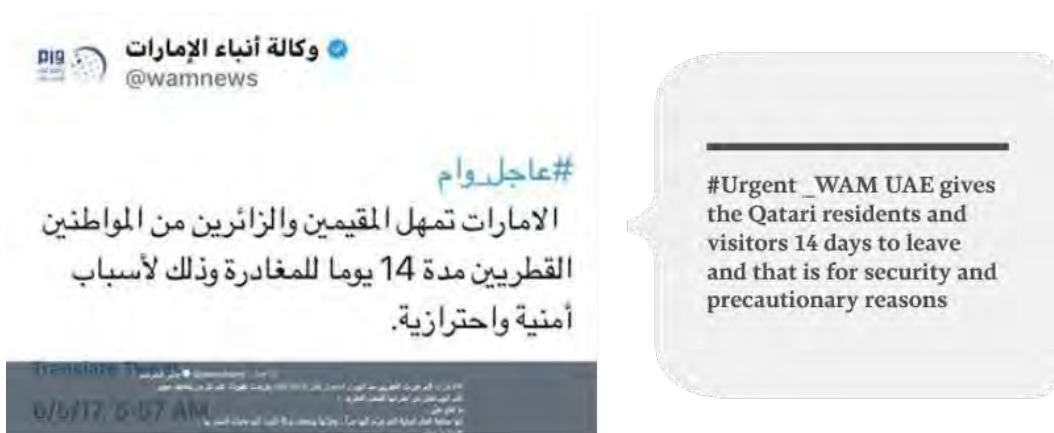 وكالة أنباء الإمارات
@wamnews
#عاجل_وام
الامارات تمهل المقيمين والزائرين من المواطنين
القطريين مدة 14 يوما للمغادرة وذلك لأسباب
أمنية واحترازية.
Translate Tweet
6/5/17, 5:57 AM
#Urgent _WAM UAE gives
the Qatari residents and
visitors 14 days to leave
and that is for security and
precautionary reasons